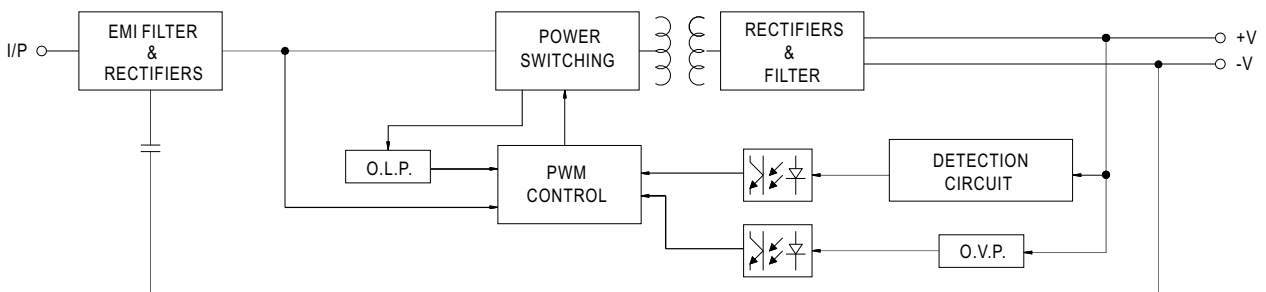 I/P
EMI FILTER
&
RECTIFIERS
POWER
SWITCHING
RECTIFIERS
&
FILTER
+V
-V
O.L.P.
PWM
CONTROL
DETECTION
CIRCUIT
O.V.P.